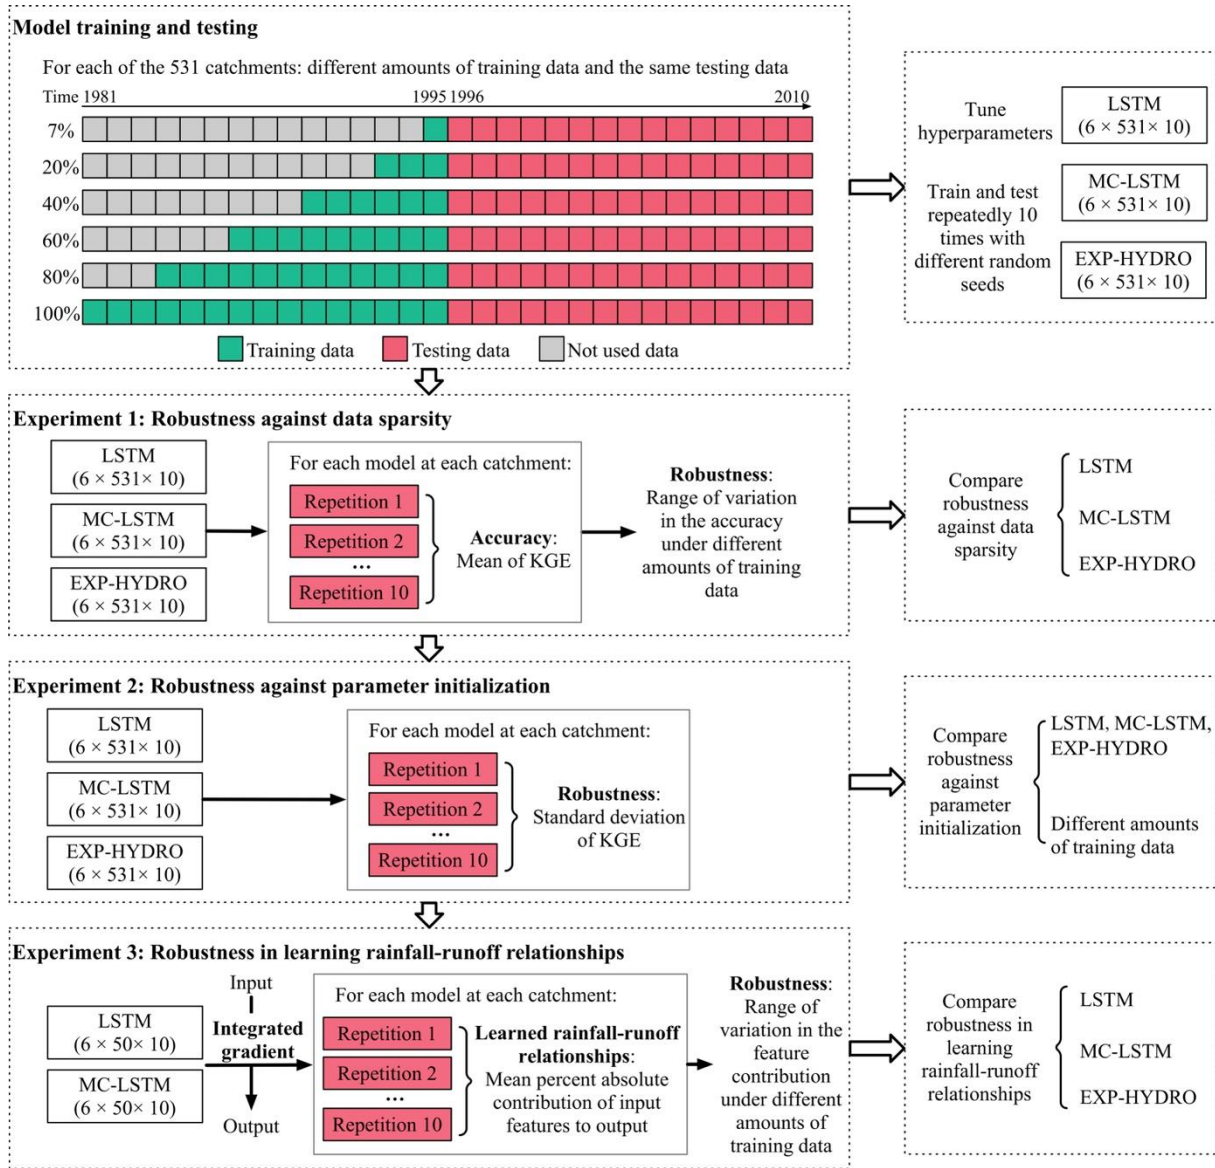 Model training and testing
For each of the 531 catchments: different amounts of training data and the same testing data
Time 1981 1995 1996 2010
7%
20%
40%
60%
80%
100%
Training data Testing data Not used data
Tune
hyperparameters
Train and test
repeatedly 10
times with
different random
seeds
LSTM
(6 × 531× 10)
MC-LSTM
(6 × 531× 10)
EXP-HYDRO
(6 × 531× 10)
Experiment 1: Robustness against data sparsity
LSTM
(6 × 531× 10)
MC-LSTM
(6 × 531× 10)
EXP-HYDRO
(6 × 531× 10)
For each model at each catchment:
Repetition 1
Repetition 2
...
Repetition 10
Accuracy:
Mean of KGE
Robustness:
Range of variation
in the accuracy
under different
amounts of training
data
Compare
robustness
against data
sparsity
LSTM
MC-LSTM
EXP-HYDRO
Experiment 2: Robustness against parameter initialization
LSTM
(6 × 531× 10)
MC-LSTM
(6 × 531× 10)
EXP-HYDRO
(6 × 531× 10)
For each model at each catchment:
Repetition 1
Repetition 2
...
Repetition 10
Robustness:
Standard deviation
of KGE
Compare
robustness
against
parameter
initialization
LSTM, MC-LSTM,
EXP-HYDRO
Different amounts
of training data
Experiment 3: Robustness in learning rainfall-runoff relationships
LSTM
(6 × 50× 10)
MC-LSTM
(6 × 50× 10)
Input
Integrated
gradient
Output
For each model at each catchment:
Repetition 1
Repetition 2
...
Repetition 10
Learned rainfall-runoff
relationships:
Mean percent absolute
contribution of input
features to output
Robustness:
Range of
variation in the
feature
contribution
under different
amounts of
training data
Compare
robustness in
learning
rainfall-runoff
relationships
LSTM
MC-LSTM
EXP-HYDRO